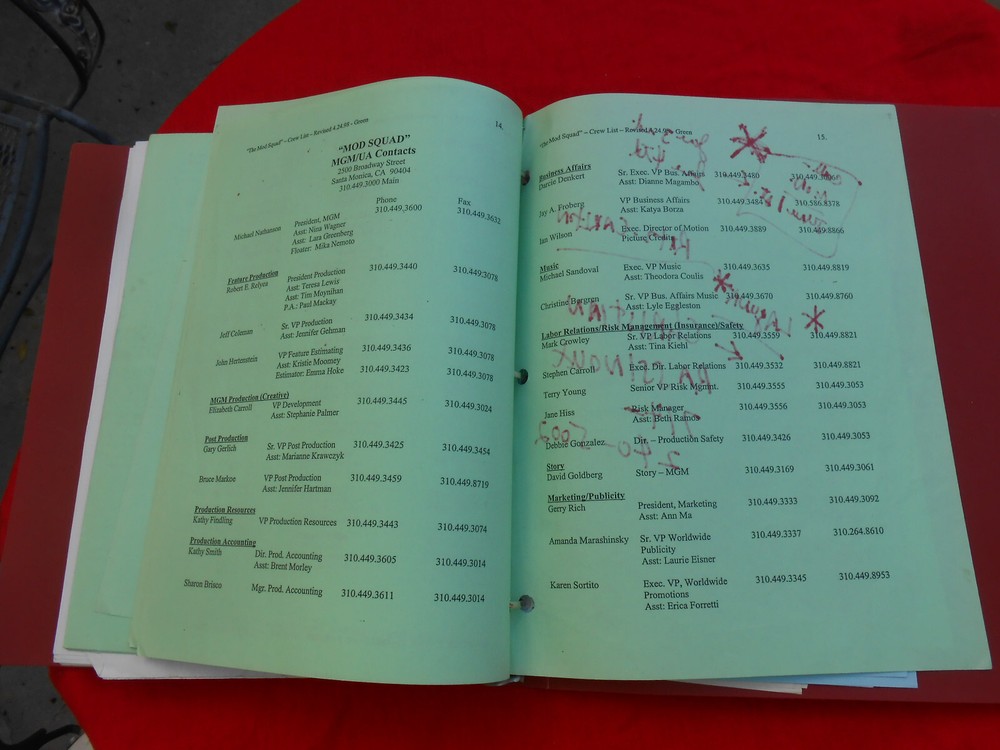 "The Mod Squad" – Crew List – Revised 4.24.98 - Green 14.
"MOD SQUAD"
MGM/UA Contacts
2500 Broadway Street
Santa Monica, CA 90404
310.449.3000 Main
Phone Fax
Michael Nathanson President, MGM 310.449.3600 310.449.3632
Asst: Nina Wagner
Asst: Lara Greenberg
Floater: Mika Nemoto
Feature Production
Robert E. Relyea President Production 310.449.3440 310.449.3078
Asst: Teresa Lewis
Asst: Tim Moynihan
P.A.: Paul Mackay
Jeff Coleman Sr. VP Production 310.449.3434 310.449.3078
Asst: Jennifer Gehman
John Hertenstein VP Feature Estimating 310.449.3436 310.449.3078
Asst: Kristie Moomey
Estimator: Emma Hoke 310.449.3423 310.449.3078
MGM Production (Creative)
Elizabeth Carroll VP Development 310.449.3445 310.449.3024
Asst: Stephanie Palmer
Post Production
Gary Gerlich Sr. VP Post Production 310.449.3425 310.449.3454
Asst: Marianne Krawczyk
Bruce Markoe VP Post Production 310.449.3459 310.449.8719
Asst: Jennifer Hartman
Production Resources
Kathy Findling VP Production Resources 310.449.3443 310.449.3074
Production Accounting
Kathy Smith Dir. Prod. Accounting 310.449.3605 310.449.3014
Asst: Brent Morley
Sharon Brisco Mgr. Prod. Accounting 310.449.3611 310.449.3014
"The Mod Squad" – Crew List – Revised 4.24.98 - Green 15.
Business Affairs
Darcie Denkert Sr. Exec. VP Bus. Affairs 310.449.3480
Asst: Dianne Magambo
Jay A. Froberg VP Business Affairs 310.449.3484 310.586.8378
Asst: Katya Borza
Ian Wilson Exec. Director of Motion 310.449.3889 310.449.8866
Picture Credits
Music
Michael Sandoval Exec. VP Music 310.449.3635 310.449.8819
Asst: Theodora Coulis
Christine Bergren Sr. VP Bus. Affairs Music 310.449.3670 310.449.8760
Asst: Lyle Eggleston
Labor Relations/Risk Management (Insurance)/Safety
Mark Crowley Sr. VP Labor Relations 310.449.3559 310.449.8821
Asst: Tina Kiehl
Stephen Carroll Exec. Dir. Labor Relations 310.449.3532 310.449.8821
Terry Young Senior VP Risk Mgmnt. 310.449.3555 310.449.3053
Jane Hiss Risk Manager 310.449.3556 310.449.3053
Asst: Beth Ramos
Debbie Gonzalez Dir. – Production Safety 310.449.3426 310.449.3053
Story
David Goldberg Story – MGM 310.449.3169 310.449.3061
Marketing/Publicity
Gerry Rich President, Marketing 310.449.3333 310.449.3092
Asst: Ann Ma
Amanda Marashinsky Sr. VP Worldwide 310.449.3337 310.264.8610
Publicity
Asst: Laurie Eisner
Karen Sortito Exec. VP, Worldwide 310.449.3345 310.449.8953
Promotions
Asst: Erica Forretti